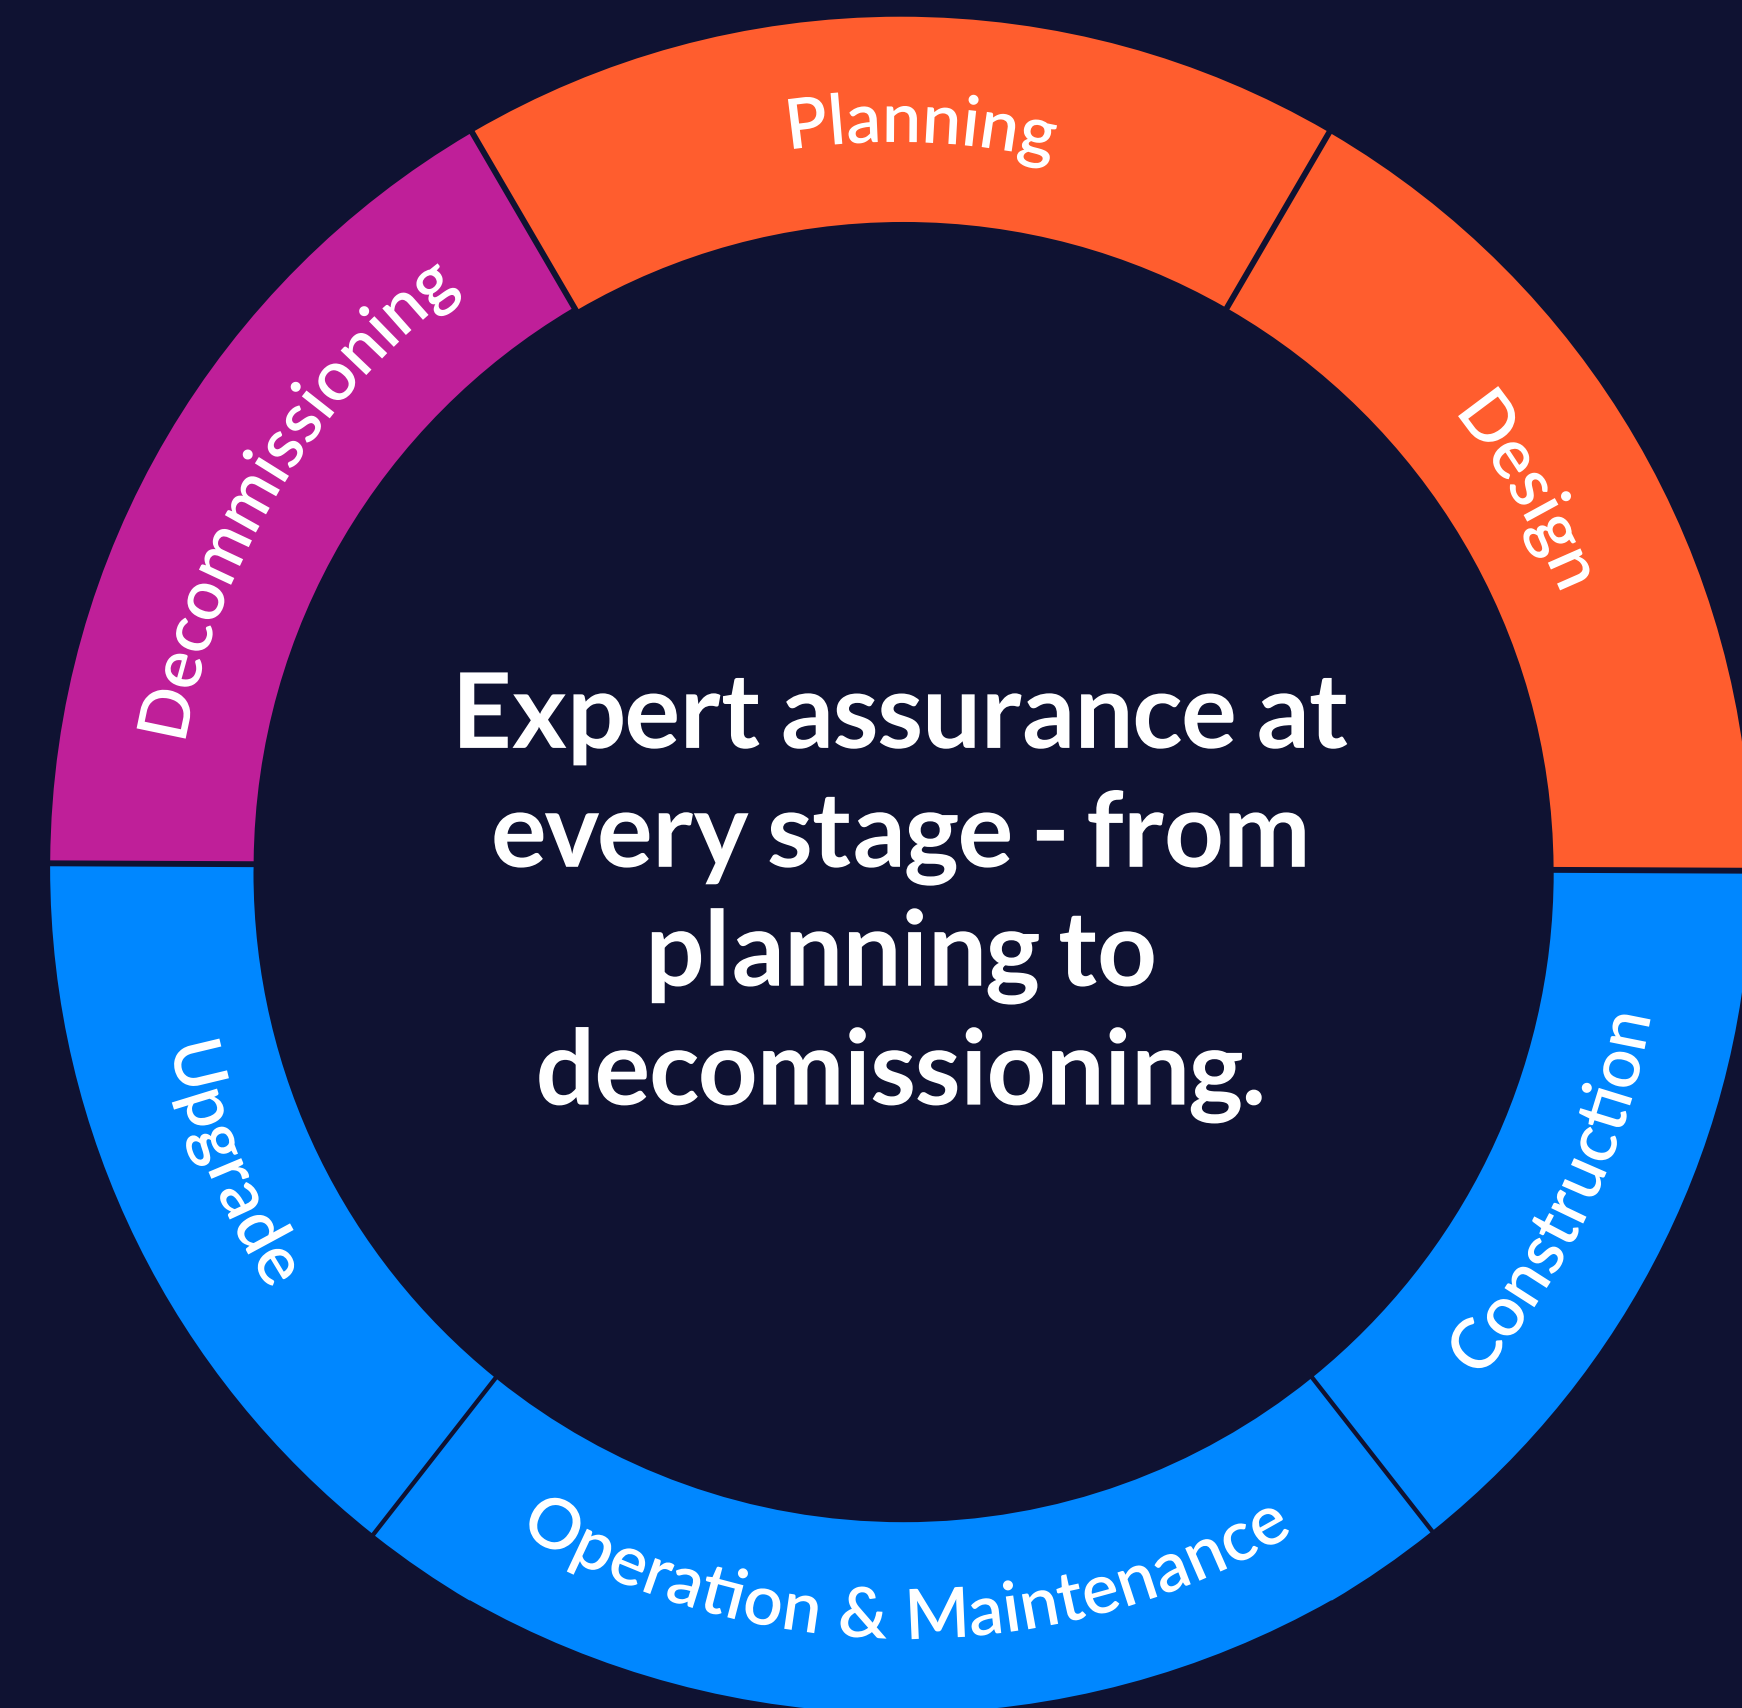 Planning
Design
Construction
Operation & Maintenance
Upgrade
Decommissioning
Expert assurance at
every stage - from
planning to
decomissioning.